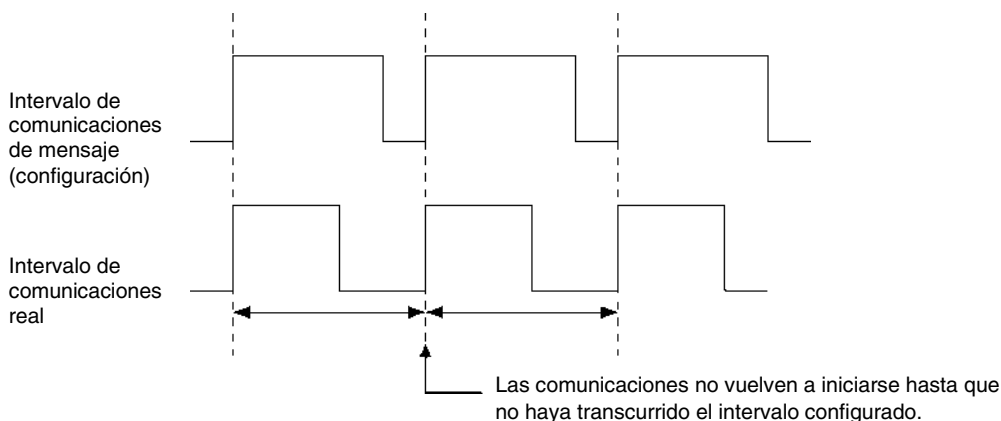 Intervalo de
comunicaciones
de mensaje
(configuración)
Intervalo de
comunicaciones
real
Las comunicaciones no vuelven a iniciarse hasta que
no haya transcurrido el intervalo configurado.